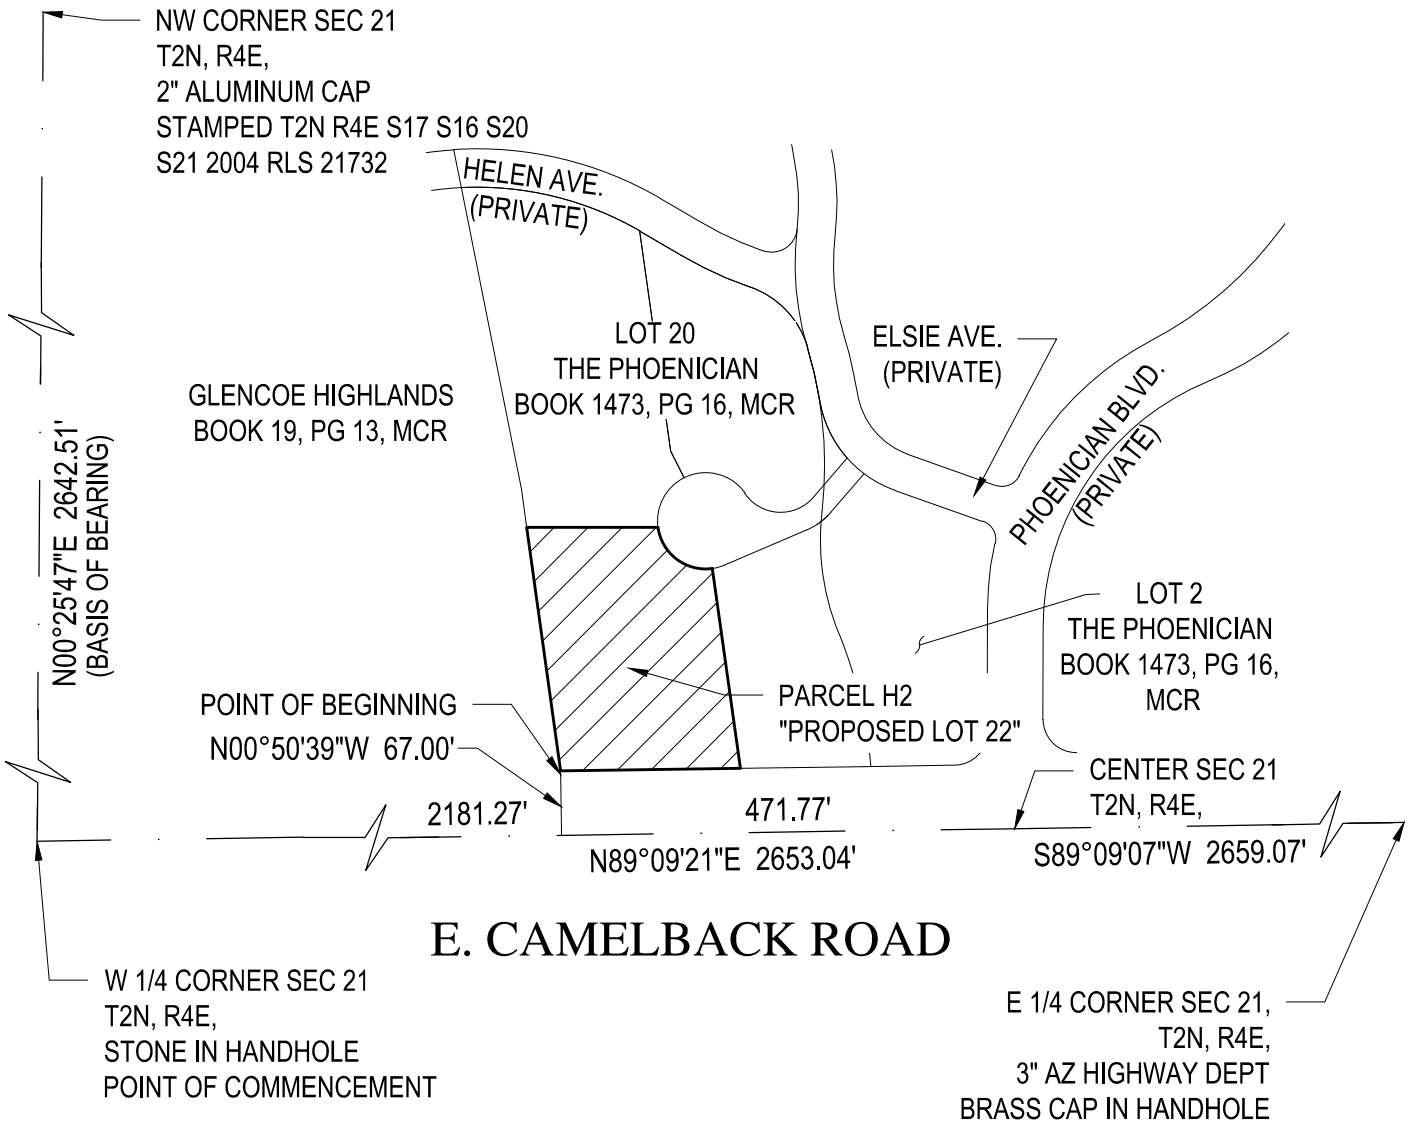 NW CORNER SEC 21
T2N, R4E,
2" ALUMINUM CAP
STAMPED T2N R4E S17 S16 S20
S21 2004 RLS 21732
HELEN AVE.
(PRIVATE)
LOT 20
THE PHOENICIAN
BOOK 1473, PG 16, MCR
ELSIE AVE.
(PRIVATE)
GLENCOE HIGHLANDS
BOOK 19, PG 13, MCR
PHOENICIAN BLVD.
(PRIVATE)
N00°25'47"E 2642.51'
(BASIS OF BEARING)
LOT 2
THE PHOENICIAN
BOOK 1473, PG 16,
MCR
POINT OF BEGINNING
N00°50'39"W 67.00'
PARCEL H2
"PROPOSED LOT 22"
CENTER SEC 21
T2N, R4E,
2181.27'
471.77'
N89°09'21"E 2653.04'
S89°09'07"W 2659.07'
E. CAMELBACK ROAD
W 1/4 CORNER SEC 21
T2N, R4E,
STONE IN HANDHOLE
POINT OF COMMENCEMENT
E 1/4 CORNER SEC 21,
T2N, R4E,
3" AZ HIGHWAY DEPT
BRASS CAP IN HANDHOLE